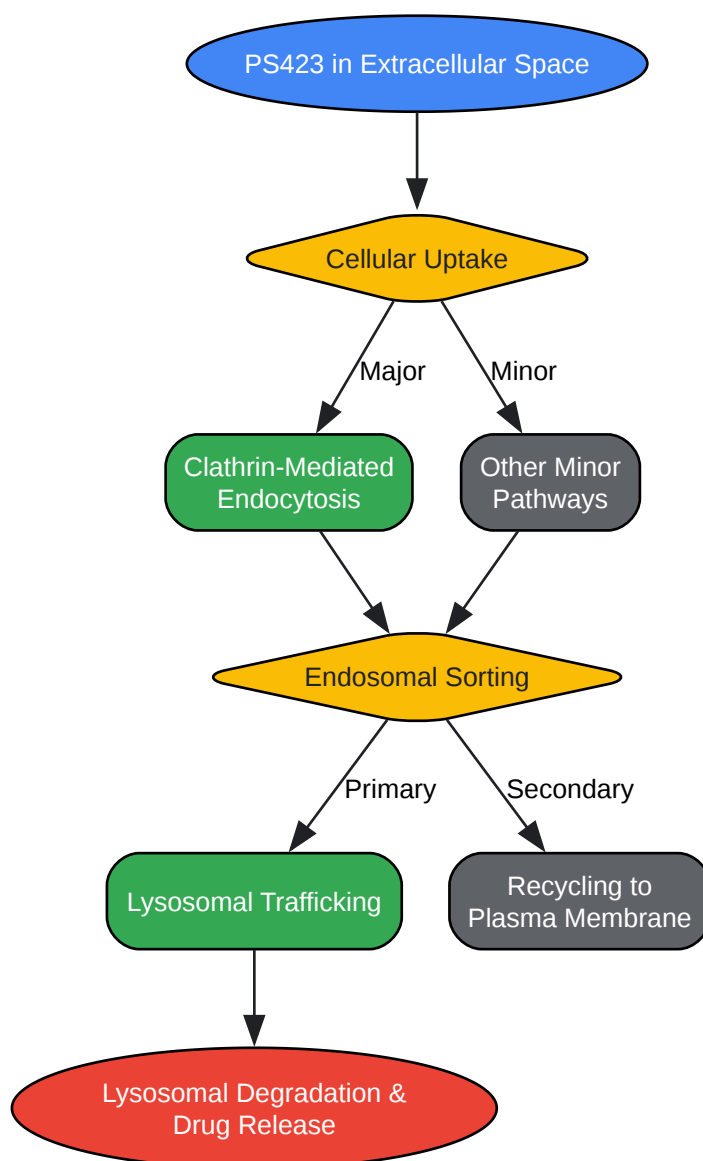 PS423 in Extracellular Space
Cellular Uptake
Major
Minor
Clathrin-Mediated
Endocytosis
Other Minor
Pathways
Endosomal Sorting
Primary
Secondary
Lysosomal Trafficking
Recycling to
Plasma Membrane
Lysosomal Degradation &
Drug Release